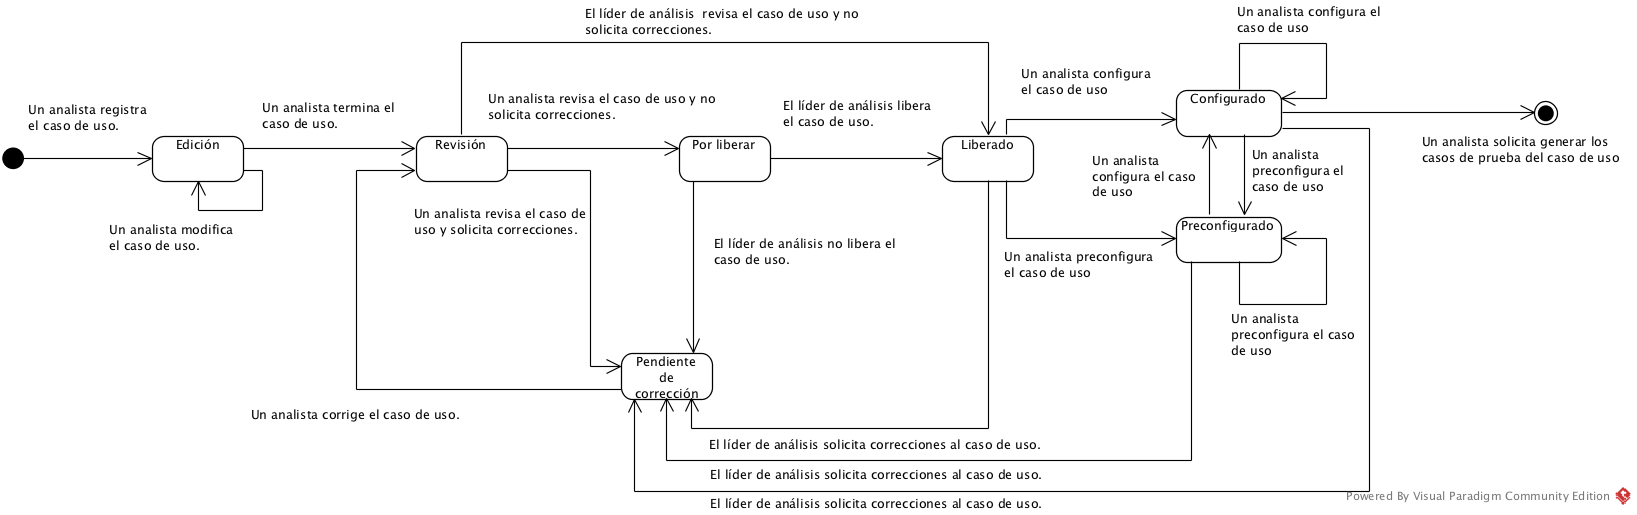 El líder de análisis  revisa el caso de uso y no
solicita correcciones.
Un analista configura el
caso de uso
Un analista registra
el caso de uso.
Un analista termina el
caso de uso.
Un analista revisa el caso de uso y no
solicita correcciones.
El líder de análisis libera
el caso de uso.
Un analista configura
el caso de uso
Configurado
Edición
Revisión
Por liberar
Liberado
Un analista solicita generar los
casos de prueba del caso de uso
Un analista
configura el caso
de uso
Un analista
preconfigura el
caso de uso
Un analista modifica
el caso de uso.
Un analista revisa el caso de
uso y solicita correcciones.
El líder de análisis no libera el
caso de uso.
Preconfigurado
Un analista preconfigura
el caso de uso
Un analista
preconfigura el caso
de uso
Pendiente
de
corrección
Un analista corrige el caso de uso.
El líder de análisis solicita correcciones al caso de uso.
El líder de análisis solicita correcciones al caso de uso.
El líder de análisis solicita correcciones al caso de uso.
Powered By Visual Paradigm Community Edition